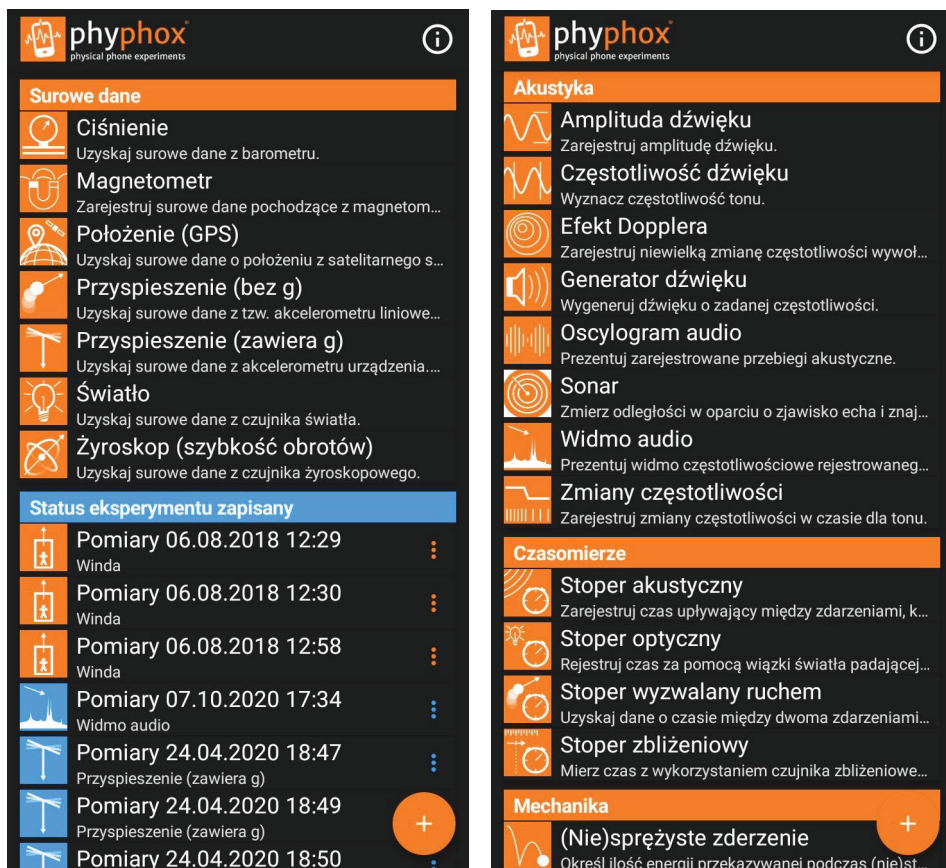 phyphox
physical phone experiments
Surowe dane
Ciśnienie
Uzyskaj surowe dane z barometru.
Magnetometr
Zarejestruj surowe dane pochodzące z magnetom...
Położenie (GPS)
Uzyskaj surowe dane o położeniu z satelitarnego s...
Przyspieszenie (bez g)
Uzyskaj surowe dane z tzw. akcelerometru liniowe...
Przyspieszenie (zawiera g)
Uzyskaj surowe dane z akcelerometru urządzenia....
Światło
Uzyskaj surowe dane z czujnika światła.
Żyroskop (szybkość obrotów)
Uzyskaj surowe dane z czujnika żyroskopowego.
Status eksperymentu zapisany
Pomiary 06.08.2018 12:29
Winda
Pomiary 06.08.2018 12:30
Winda
Pomiary 06.08.2018 12:58
Winda
Pomiary 07.10.2020 17:34
Widmo audio
Pomiary 24.04.2020 18:47
Przyspieszenie (zawiera g)
Pomiary 24.04.2020 18:49
Przyspieszenie (zawiera g)
Pomiary 24.04.2020 18:50
phyphox
physical phone experiments
Akustyka
Amplituda dźwięku
Zarejestruj amplitudę dźwięku.
Częstotliwość dźwięku
Wyznacz częstotliwość tonu.
Efekt Dopplera
Zarejestruj niewielką zmianę częstotliwości wywoł...
Generator dźwięku
Wygeneruj dźwięku o zadanej częstotliwości.
Oscylogram audio
Prezentuj zarejestrowane przebiegi akustyczne.
Sonar
Zmierz odległości w oparciu o zjawisko echa i znaj...
Widmo audio
Prezentuj widmo częstotliwościowe rejestrowaneg...
Zmiany częstotliwości
Zarejestruj zmiany częstotliwości w czasie dla tonu.
Czasomierze
Stoper akustyczny
Zarejestruj czas upływający między zdarzeniami, k...
Stoper optyczny
Rejestruj czas za pomocą wiązki światła padającej...
Stoper wyzwalany ruchem
Uzyskaj dane o czasie między dwoma zdarzeniami...
Stoper zbliżeniowy
Mierz czas z wykorzystaniem czujnika zbliżeniowe...
Mechanika
(Nie)sprężyste zderzenie
Określ ilość energii przekazywanej podczas (nie)st...